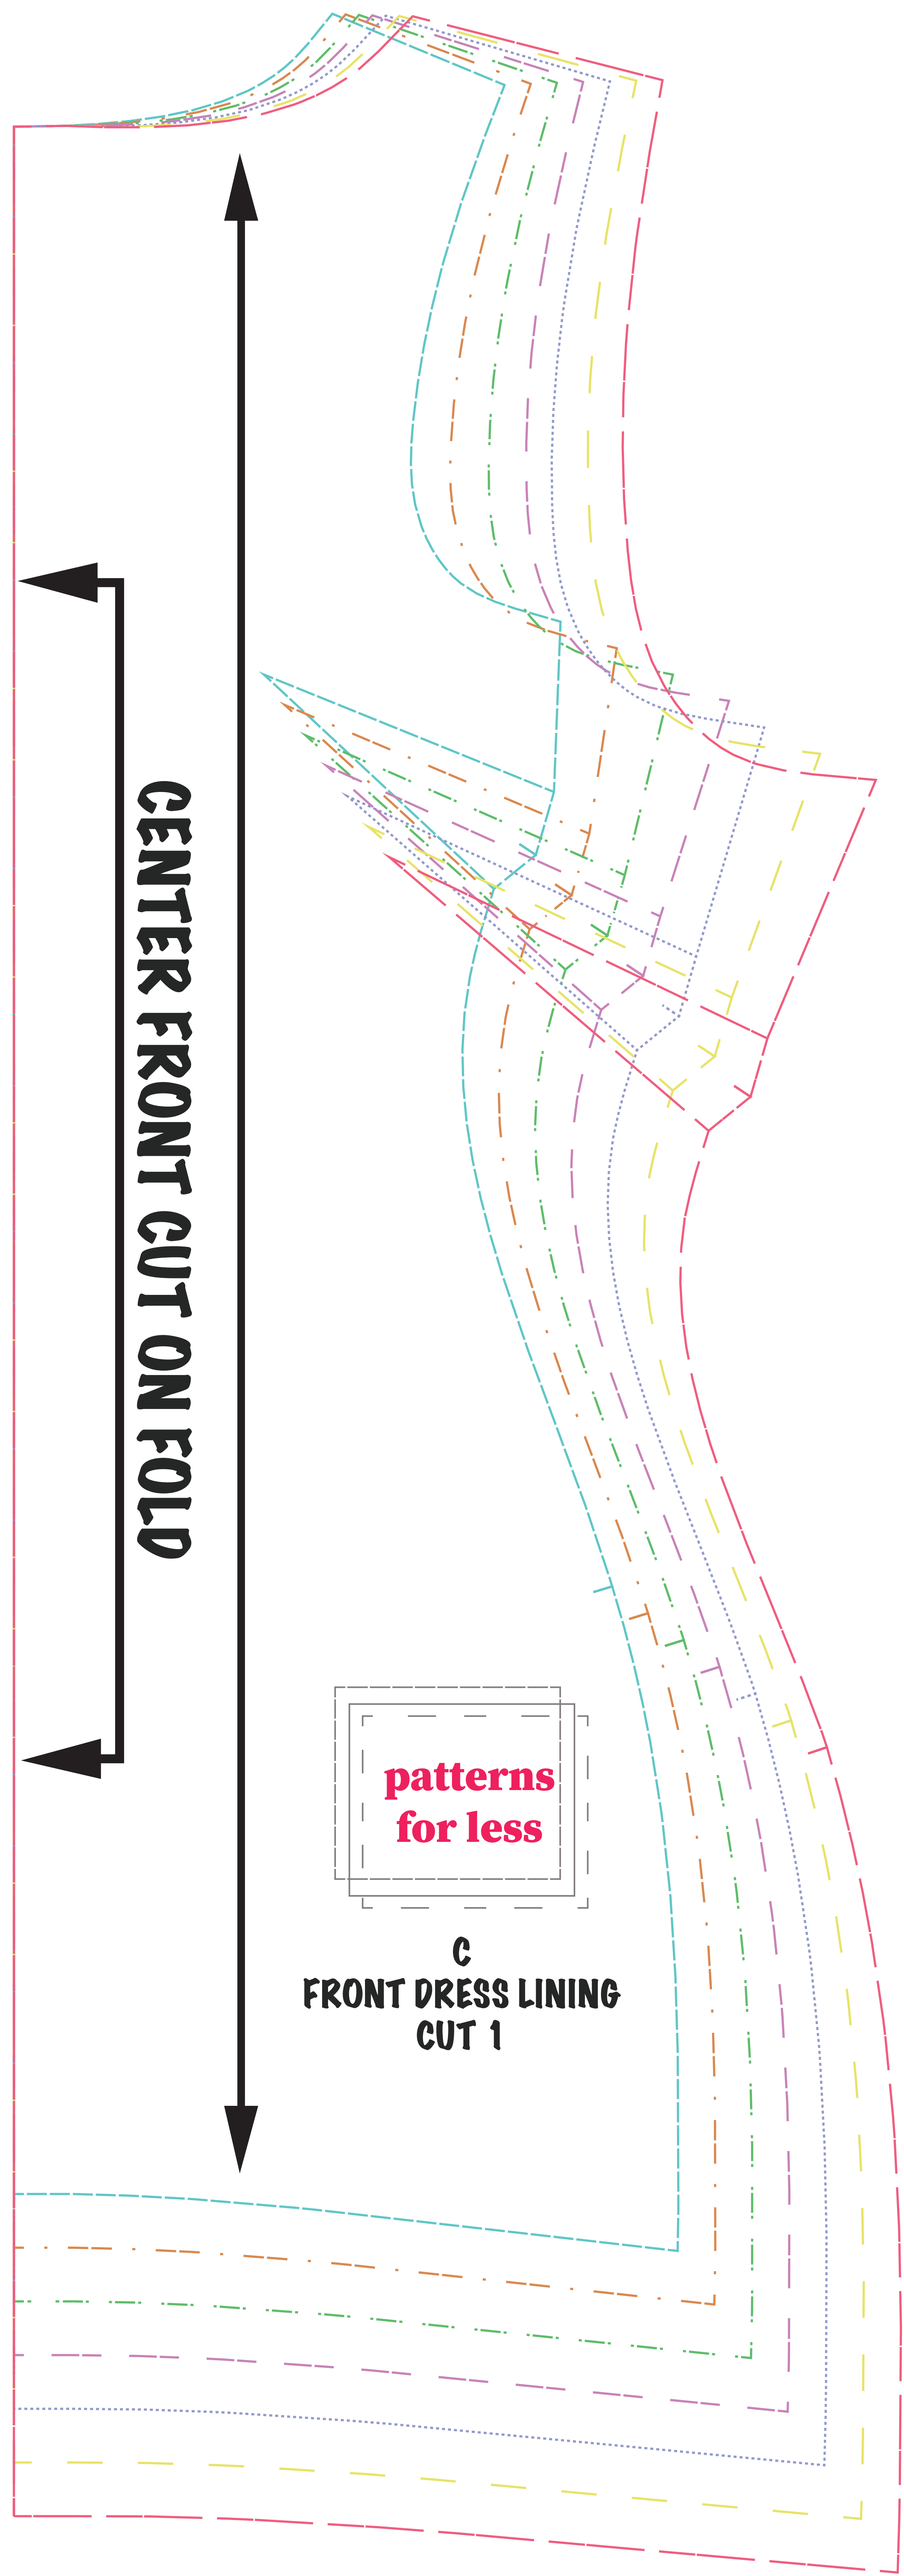 CENTER FRONT CUT ON FOLD
patterns
for less
C
FRONT DRESS LINING
CUT 1